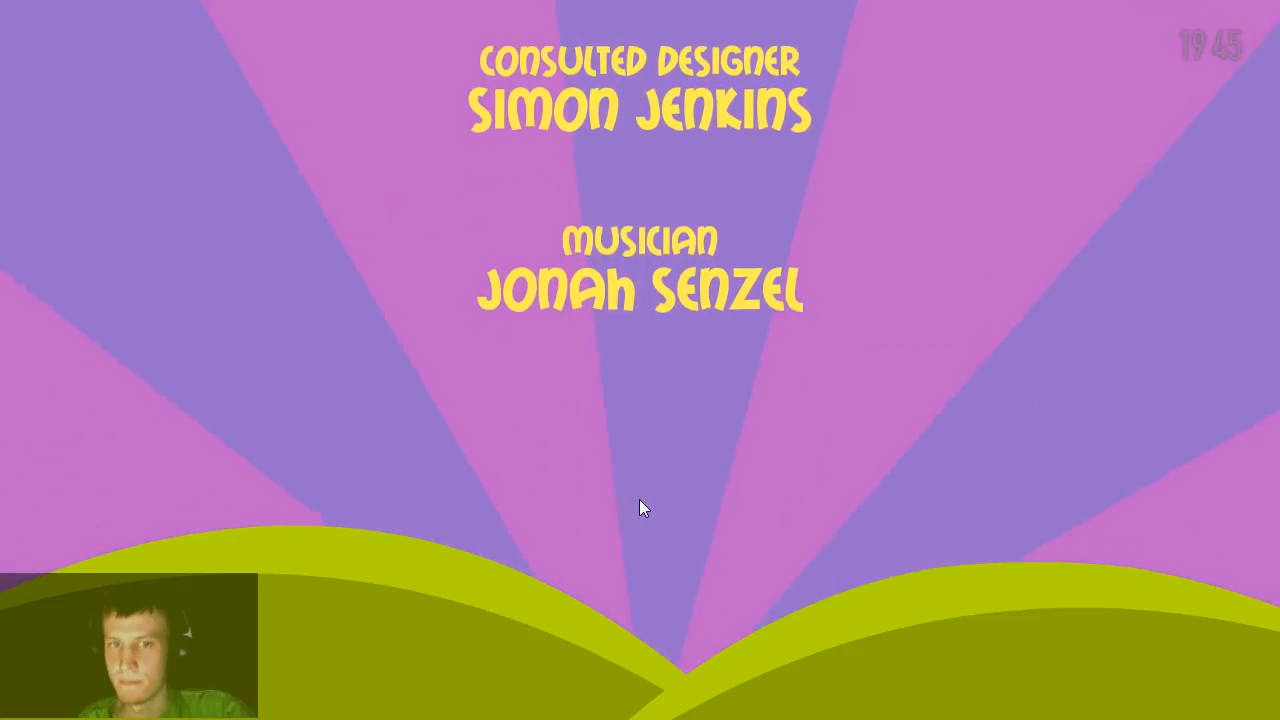 19 45
CONSULTED DESIGNER
SIMON JENKINS
MUSICIAN
JONAH SENZEL